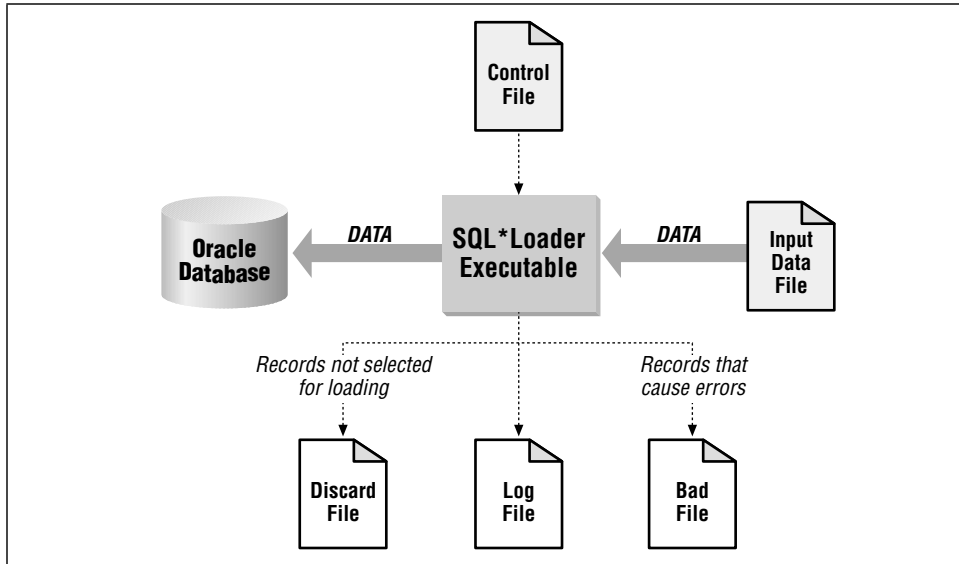 Control
File
Oracle
Database
DATA
SQL*Loader
Executable
DATA
Input
Data
File
Records not selected
for loading
Records that
cause errors
Discard
File
Log
File
Bad
File